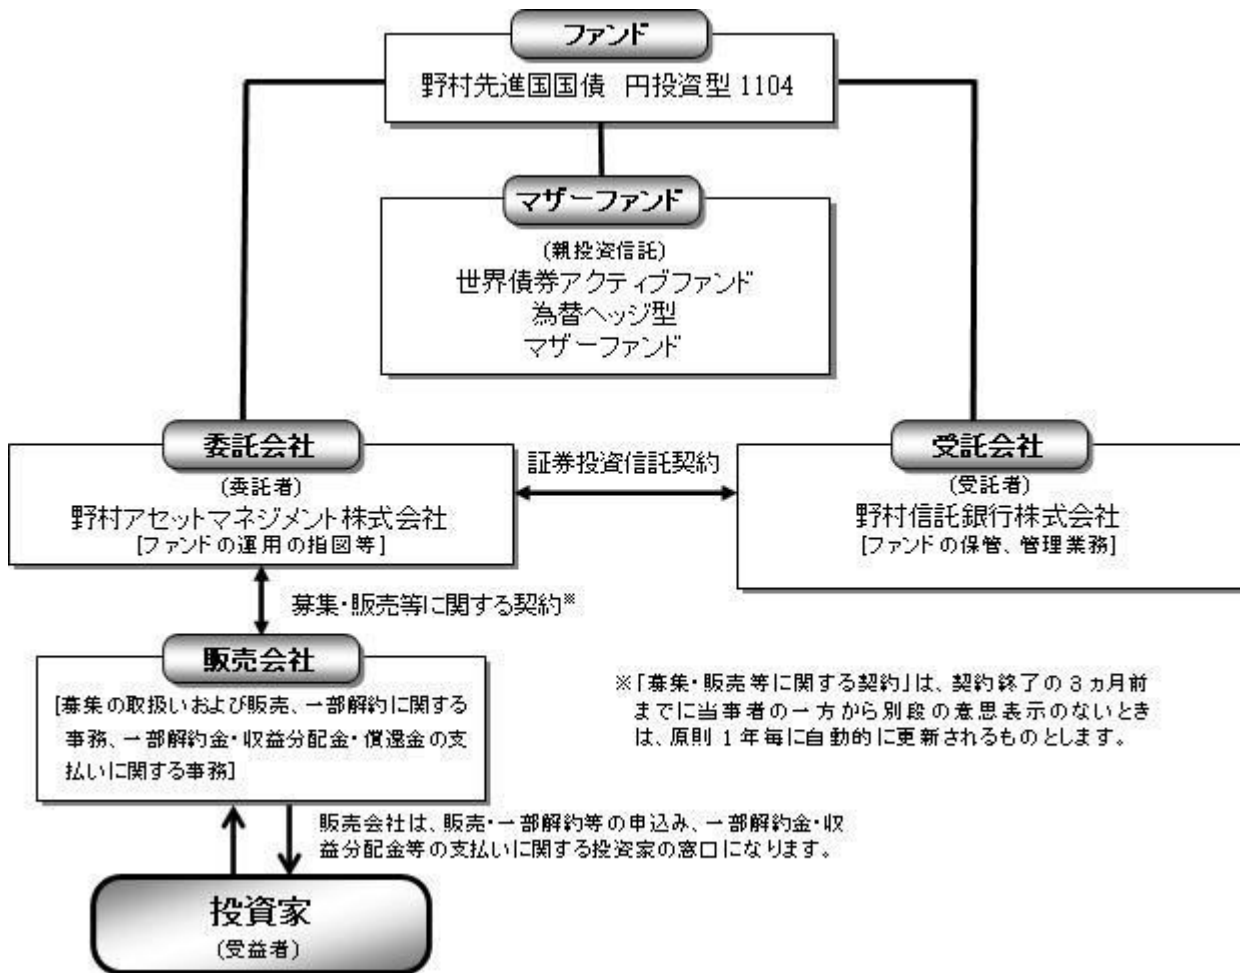 ファンド
野村先進国国債 円投資型 1104
マザーファンド
(親投資信託)
世界債券アクティブファンド
為替ヘッジ型
マザーファンド
委託会社
(委託者)
野村アセットマネジメント株式会社
[ファンドの運用の指図等]
証券投資信託契約
受託会社
(受託者)
野村信託銀行株式会社
[ファンドの保管、管理業務]
募集・販売等に関する契約※
販売会社
[募集の取扱いおよび販売、一部解約に関する
事務、一部解約金・収益分配金・償還金の支
払いに関する事務]
※「募集・販売等に関する契約」は、契約終了の3ヵ月前
までに当事者の一方から別段の意思表示のないとき
は、原則1年毎に自動的に更新されるものとします。
販売会社は、販売・一部解約等の申込み、一部解約金・収
益分配金等の支払いに関する投資家の窓口になります。
投資家
(受益者)